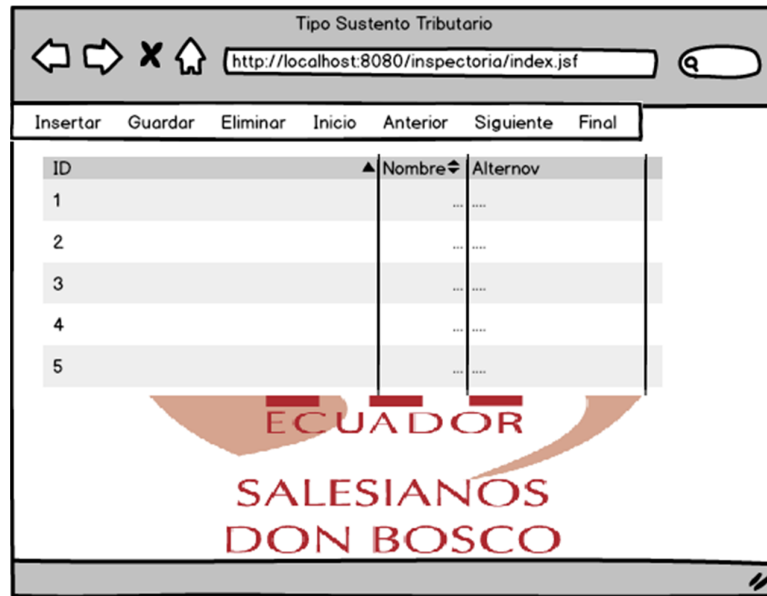 Tipo Sustento Tributario
http://localhost:8080/inspectoria/index.jsf
Insertar Guardar Eliminar Inicio Anterior Siguiente Final
ID Nombre Alternov
1 ... ....
2 ... ....
3 ... ....
4 ... ....
5 ... ....
ECUADOR
SALESIANOS
DON BOSCO